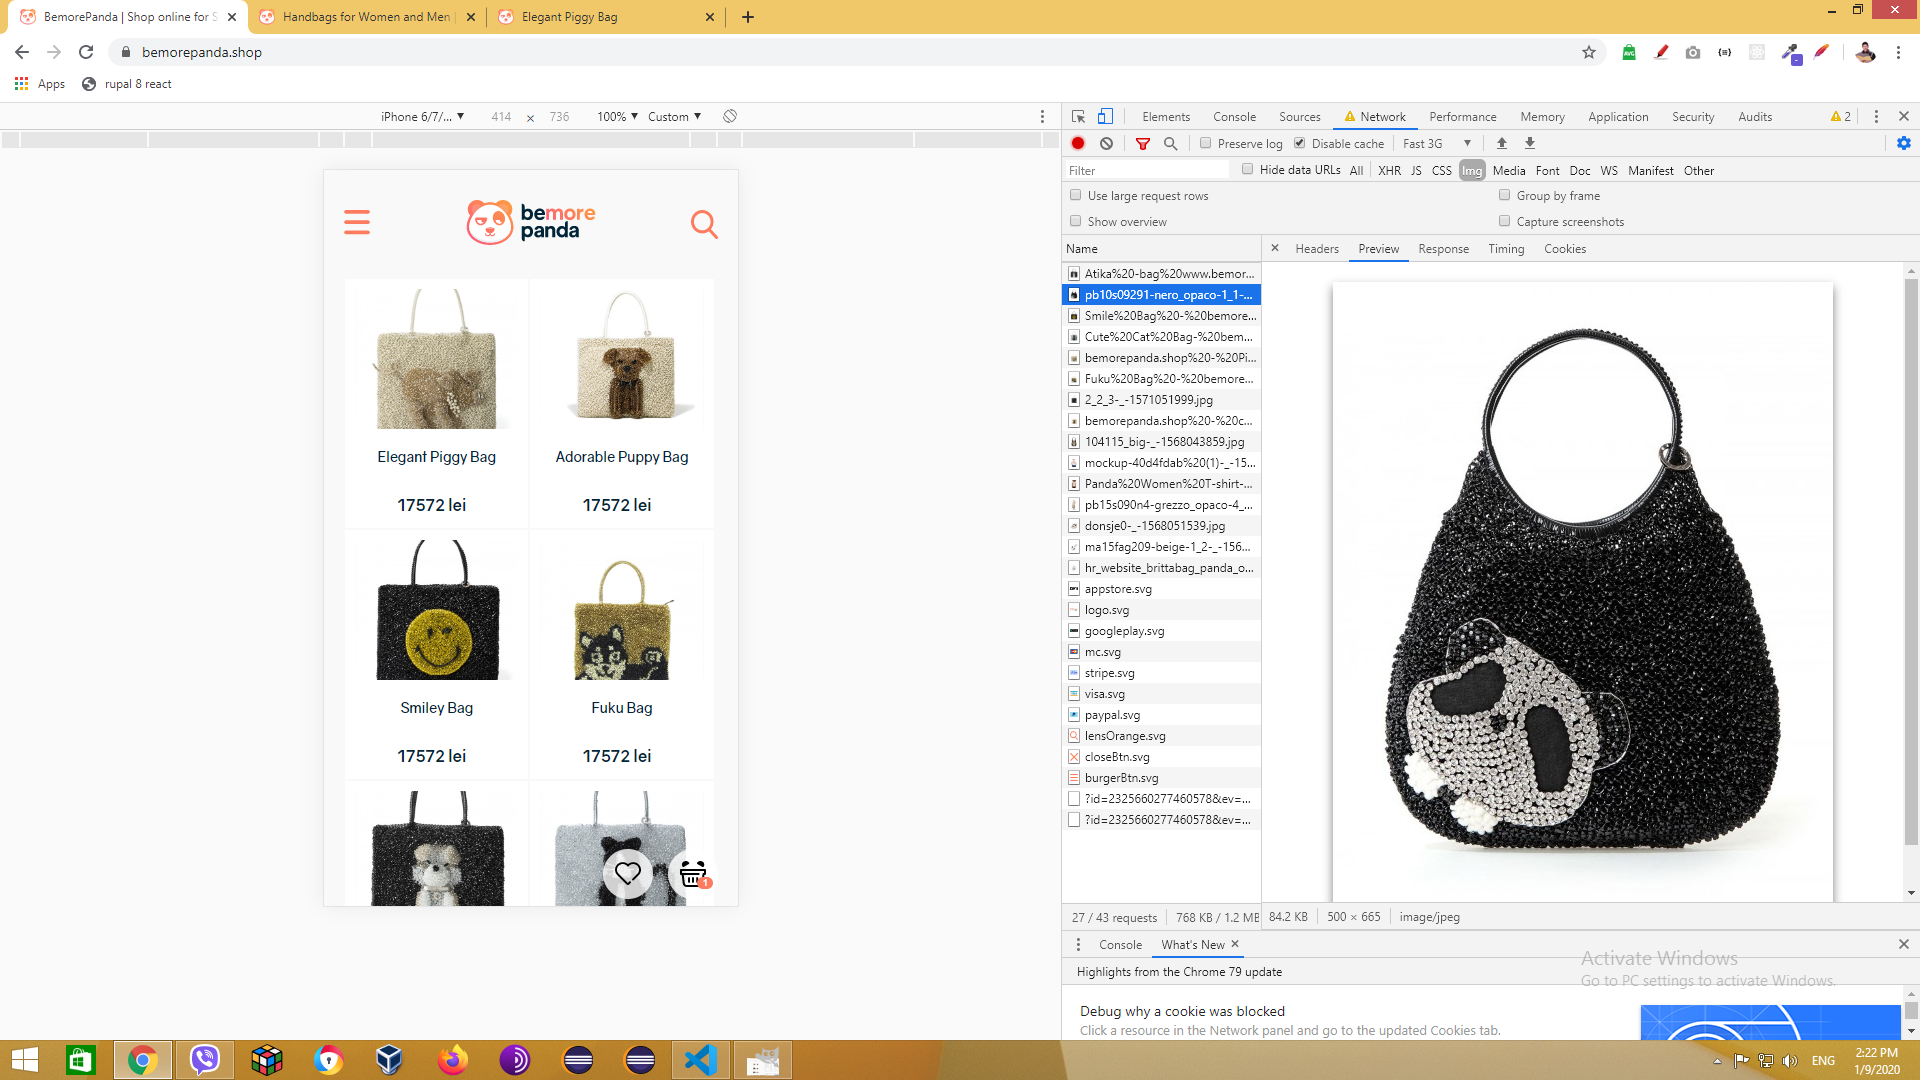 BemorePanda | Shop online for S
Handbags for Women and Men |
Elegant Piggy Bag
bemorepanda.shop
Apps
rupal 8 react
iPhone 6/7/... ▼ 414 × 736 100% ▼ Custom ▼
Elements Console Sources Network Performance Memory Application Security Audits 2
Preserve log Disable cache Fast 3G ▼
Filter Hide data URLs All XHR JS CSS Img Media Font Doc WS Manifest Other
Use large request rows Group by frame
Show overview Capture screenshots
Name
Headers Preview Response Timing Cookies
bemore
panda
Elegant Piggy Bag
17572 lei
Adorable Puppy Bag
17572 lei
Smiley Bag
17572 lei
Fuku Bag
17572 lei
1
Atika%20-bag%20www.bemor...
pb10s09291-nero_opaco-1_1-...
Smile%20Bag%20-%20bemore...
Cute%20Cat%20Bag-%20bem...
bemorepanda.shop%20-%20Pi...
Fuku%20Bag%20-%20bemore...
2_2_3-_-1571051999.jpg
bemorepanda.shop%20-%20c...
104115_big-_-1568043859.jpg
mockup-40d4fdab%20(1)-_-15...
Panda%20Women%20T-shirt-...
pb15s090n4-grezzo_opaco-4_...
donsje0-_-1568051539.jpg
ma15fag209-beige-1_2-_-156...
hr_website_brittabag_panda_o...
appstore.svg
logo.svg
googleplay.svg
mc.svg
stripe.svg
visa.svg
paypal.svg
lensOrange.svg
closeBtn.svg
burgerBtn.svg
?id=2325660277460578&ev=...
?id=2325660277460578&ev=...
27 / 43 requests 768 KB / 1.2 MB
84.2 KB 500 × 665 image/jpeg
Console What's New
Highlights from the Chrome 79 update
Debug why a cookie was blocked
Click a resource in the Network panel and go to the updated Cookies tab.
Activate Windows
Go to PC settings to activate Windows.
ENG
2:22 PM
1/9/2020